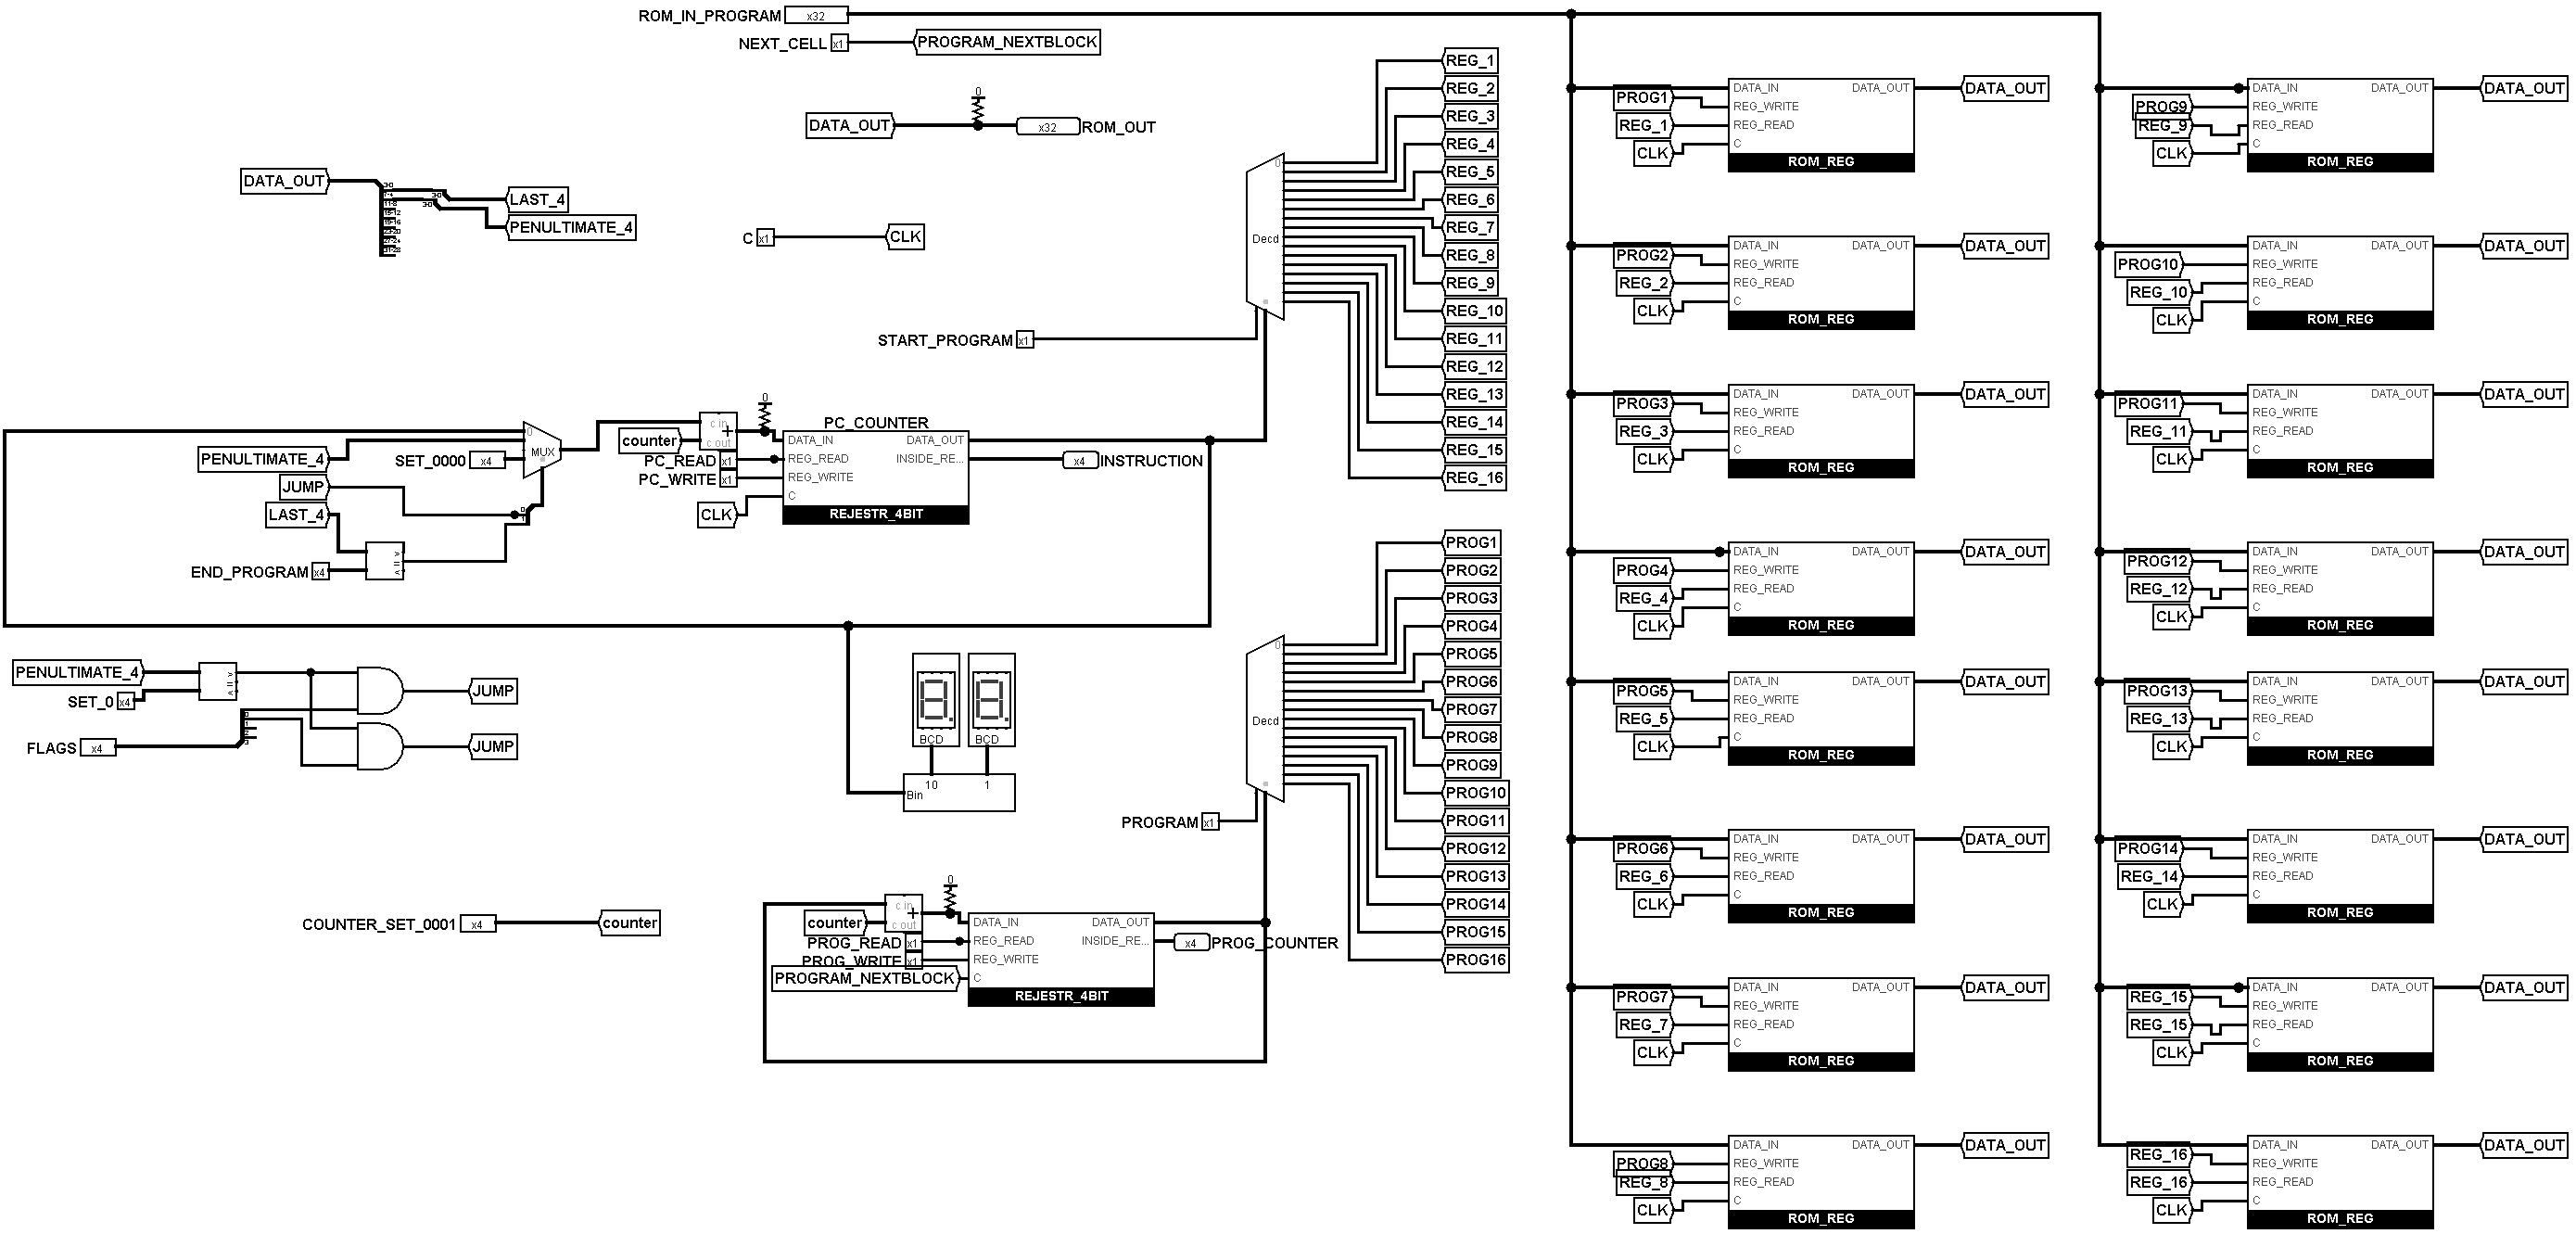 ROM_IN_PROGRAM x32
NEXT_CELL x1 PROGRAM_NEXTBLOCK
DATA_OUT 0 x32 ROM_OUT
DATA_OUT LAST_4
PENULTIMATE_4
C x1 CLK
START_PROGRAM x1
Decd 0
REG_1
REG_2
REG_3
REG_4
REG_5
REG_6
REG_7
REG_8
REG_9
REG_10
REG_11
REG_12
REG_13
REG_14
REG_15
REG_16
PENULTIMATE_4
SET_0000 x4
MUX 0
JUMP
LAST_4
END_PROGRAM x4
> = <
counter
c in + c out
0
PC_COUNTER
PC_READ x1
PC_WRITE x1
CLK
DATA_IN DATA_OUT
REG_READ INSIDE_RE...
REG_WRITE
C
REJESTR_4BIT
x4 INSTRUCTION
PENULTIMATE_4
SET_0 x4
> = <
FLAGS x4
JUMP
JUMP
BCD BCD
10 1
Bin
PROGRAM x1
Decd 0
PROG1
PROG2
PROG3
PROG4
PROG5
PROG6
PROG7
PROG8
PROG9
PROG10
PROG11
PROG12
PROG13
PROG14
PROG15
PROG16
COUNTER_SET_0001 x4 counter
counter
c in + c out
0
PROG_READ x1
PROG_WRITE x1
PROGRAM_NEXTBLOCK
DATA_IN DATA_OUT
REG_READ INSIDE_RE...
REG_WRITE
C
REJESTR_4BIT
x4 PROG_COUNTER
PROG1
REG_1
CLK
DATA_IN DATA_OUT
REG_WRITE
REG_READ
C
ROM_REG
DATA_OUT
PROG2
REG_2
CLK
DATA_IN DATA_OUT
REG_WRITE
REG_READ
C
ROM_REG
DATA_OUT
PROG3
REG_3
CLK
DATA_IN DATA_OUT
REG_WRITE
REG_READ
C
ROM_REG
DATA_OUT
PROG4
REG_4
CLK
DATA_IN DATA_OUT
REG_WRITE
REG_READ
C
ROM_REG
DATA_OUT
PROG5
REG_5
CLK
DATA_IN DATA_OUT
REG_WRITE
REG_READ
C
ROM_REG
DATA_OUT
PROG6
REG_6
CLK
DATA_IN DATA_OUT
REG_WRITE
REG_READ
C
ROM_REG
DATA_OUT
PROG7
REG_7
CLK
DATA_IN DATA_OUT
REG_WRITE
REG_READ
C
ROM_REG
DATA_OUT
PROG8
REG_8
CLK
DATA_IN DATA_OUT
REG_WRITE
REG_READ
C
ROM_REG
DATA_OUT
PROG9
REG_9
CLK
DATA_IN DATA_OUT
REG_WRITE
REG_READ
C
ROM_REG
DATA_OUT
PROG10
REG_10
CLK
DATA_IN DATA_OUT
REG_WRITE
REG_READ
C
ROM_REG
DATA_OUT
PROG11
REG_11
CLK
DATA_IN DATA_OUT
REG_WRITE
REG_READ
C
ROM_REG
DATA_OUT
PROG12
REG_12
CLK
DATA_IN DATA_OUT
REG_WRITE
REG_READ
C
ROM_REG
DATA_OUT
PROG13
REG_13
CLK
DATA_IN DATA_OUT
REG_WRITE
REG_READ
C
ROM_REG
DATA_OUT
PROG14
REG_14
CLK
DATA_IN DATA_OUT
REG_WRITE
REG_READ
C
ROM_REG
DATA_OUT
REG_15
REG_15
CLK
DATA_IN DATA_OUT
REG_WRITE
REG_READ
C
ROM_REG
DATA_OUT
REG_16
REG_16
CLK
DATA_IN DATA_OUT
REG_WRITE
REG_READ
C
ROM_REG
DATA_OUT